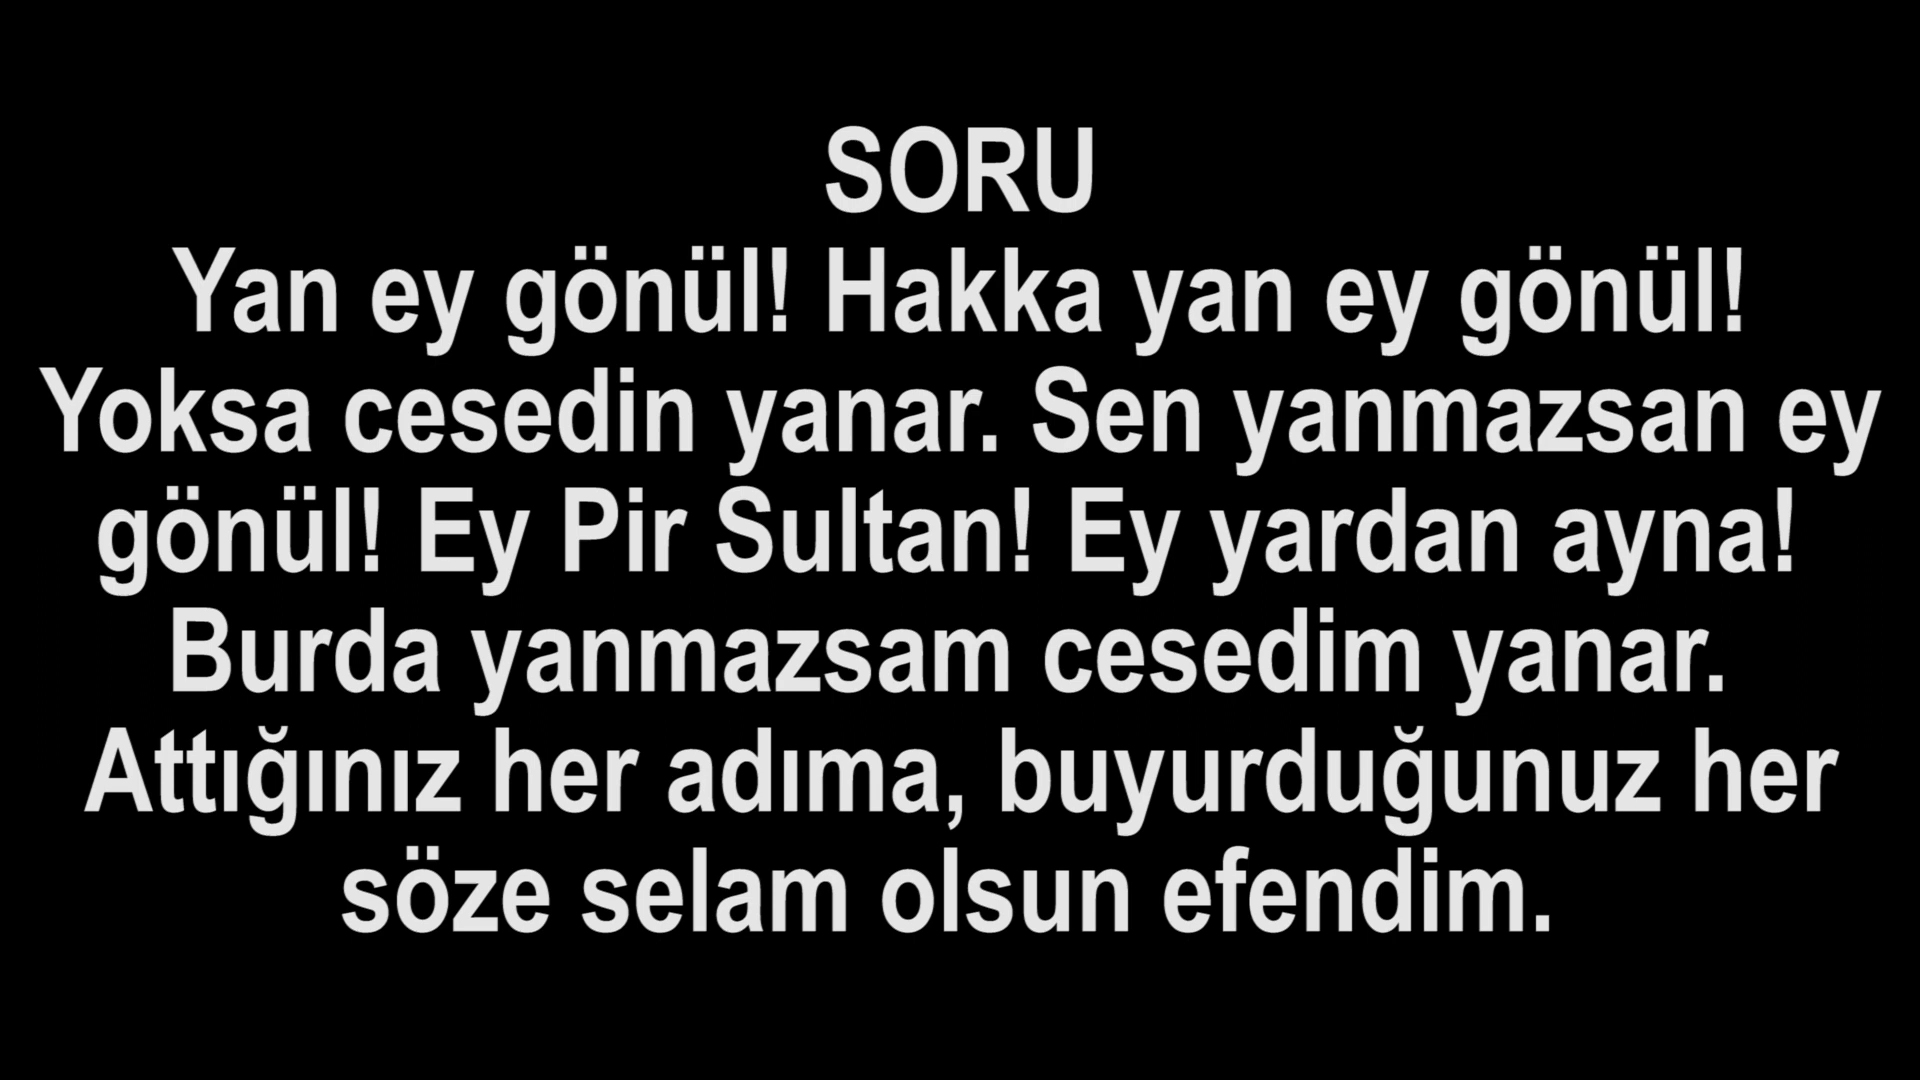 SORU
Yan ey gönül! Hakka yan ey gönül!
Yoksa cesedin yanar. Sen yanmazsan ey
gönül! Ey Pir Sultan! Ey yardan ayna!
Burda yanmazsam cesedim yanar.
Attığınız her adıma, buyurduğunuz her
söze selam olsun efendim.